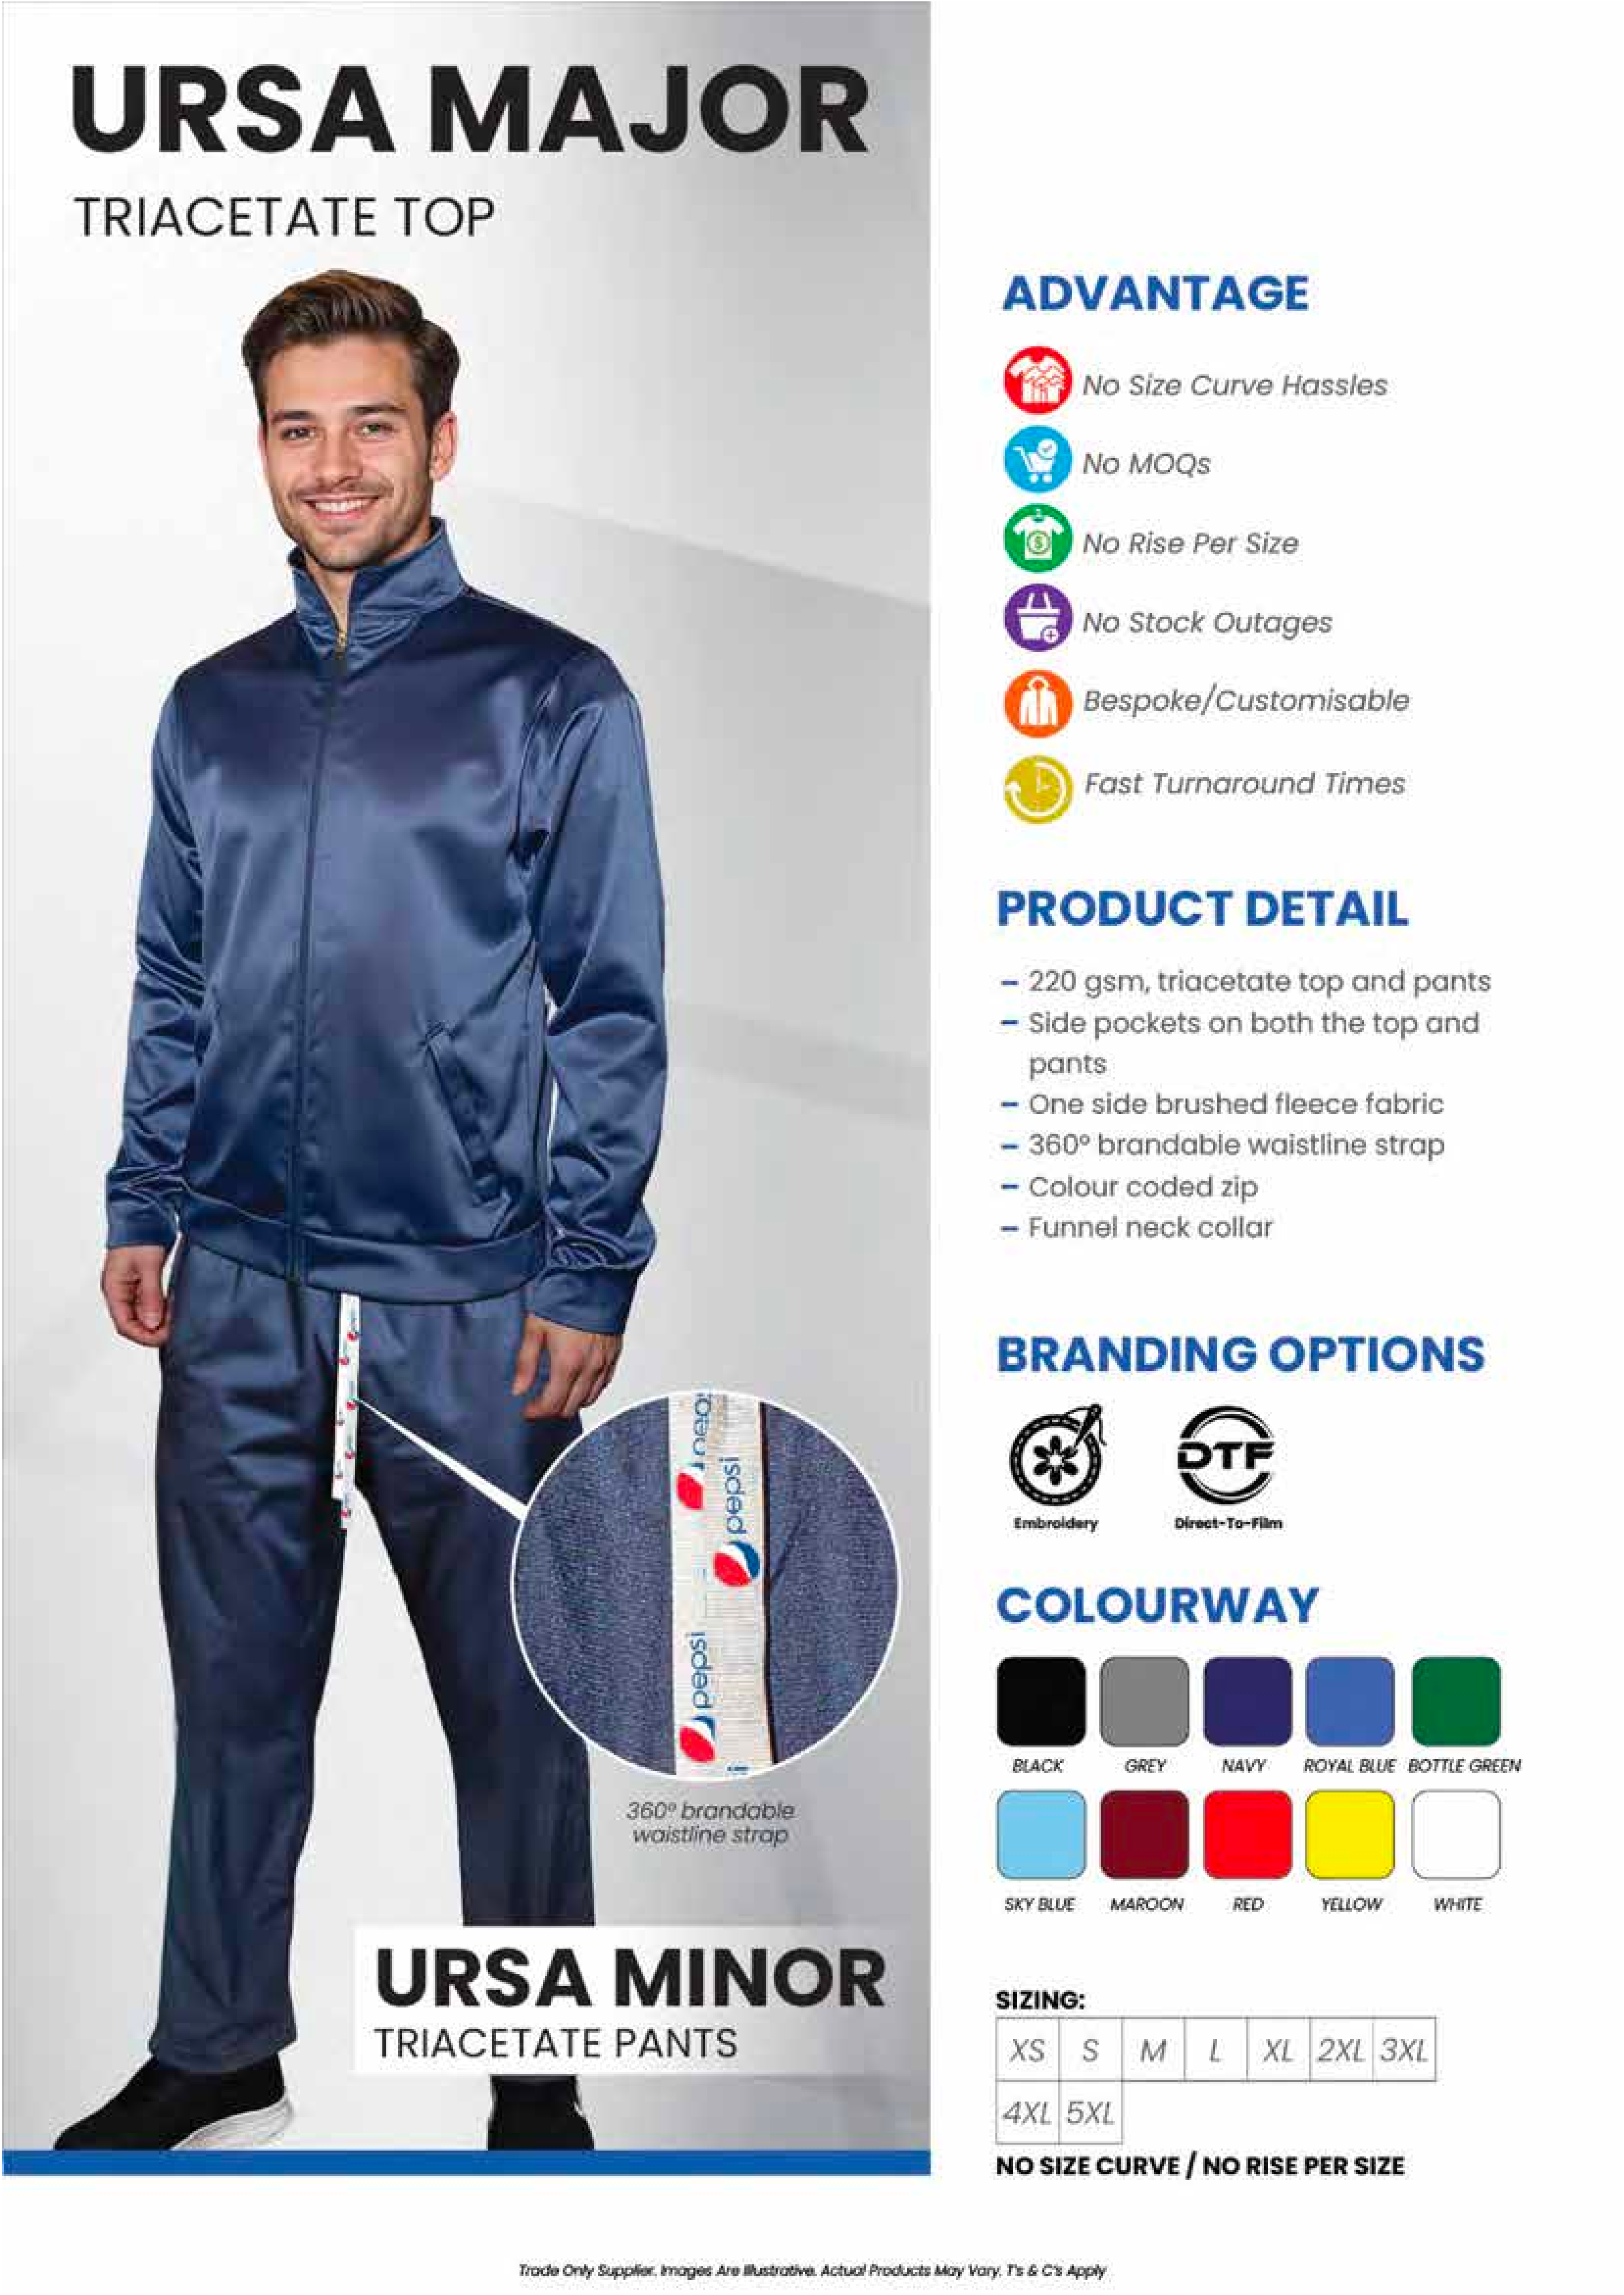 URSA MAJOR
TRIACETATE TOP
ADVANTAGE
No Size Curve Hassles
No MOQs
No Rise Per Size
No Stock Outages
Bespoke/Customisable
Fast Turnaround Times
PRODUCT DETAIL
– 220 gsm, triacetate top and pants
– Side pockets on both the top and
pants
– One side brushed fleece fabric
– 360º brandable waistline strap
– Colour coded zip
– Funnel neck collar
BRANDING OPTIONS
DTF
Embroidery
Direct-To-Film
pepsi
pepsi
360º brandable
waistline strap
COLOURWAY
BLACK GREY NAVY ROYAL BLUE BOTTLE GREEN
SKY BLUE MAROON RED YELLOW WHITE
URSA MINOR
TRIACETATE PANTS
SIZING:
XS S M L XL 2XL 3XL
4XL 5XL
NO SIZE CURVE / NO RISE PER SIZE
Trade Only Supplier. Images Are Illustrative. Actual Products May Vary. T's & C's Apply